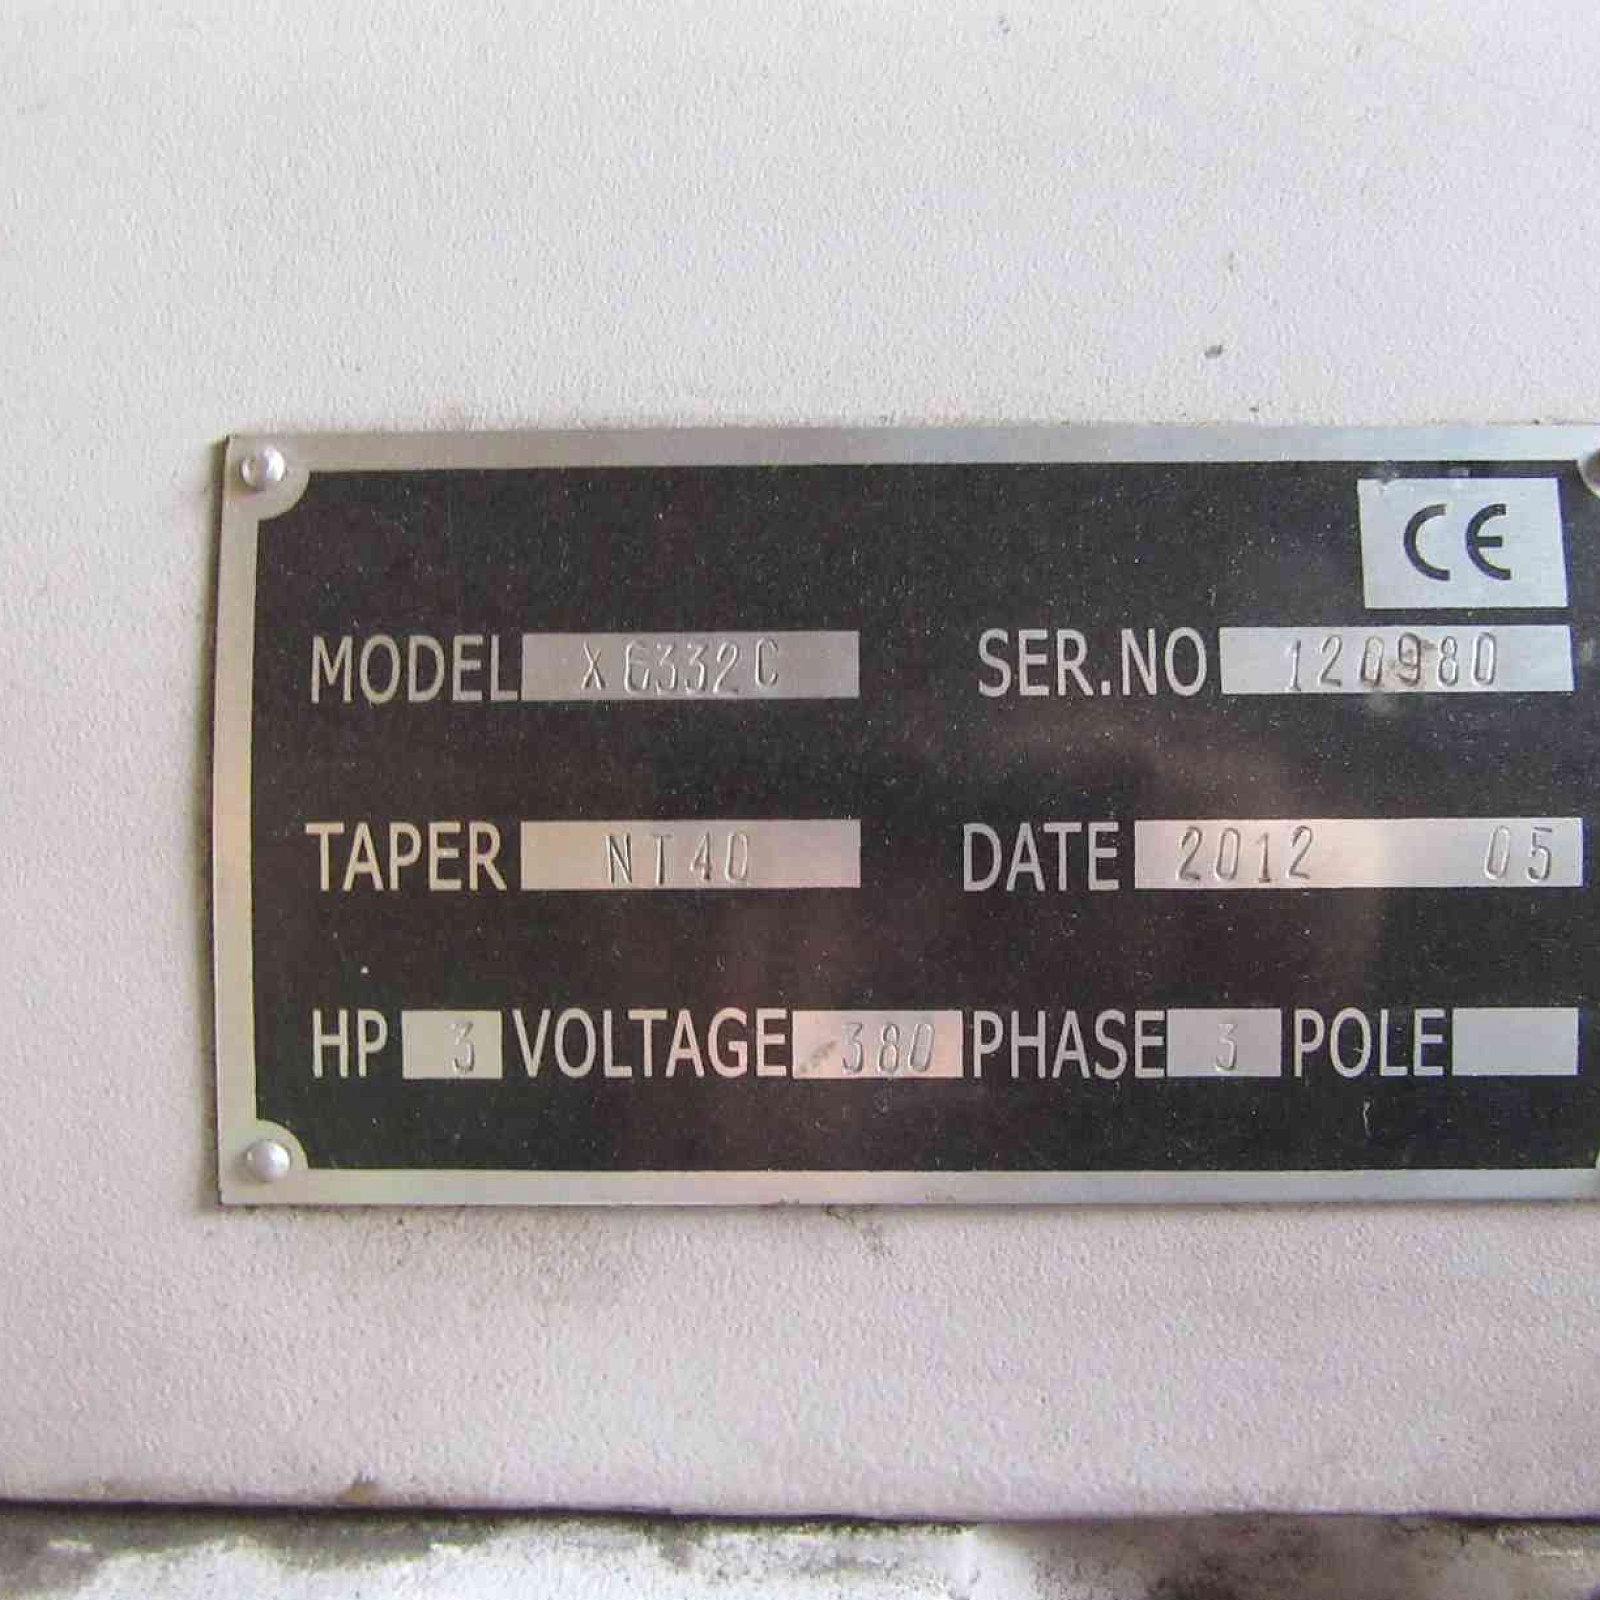 CE
MODEL X6332C SER.NO 120980
TAPER NT40 DATE 2012 05
HP 3 VOLTAGE 380 PHASE 3 POLE